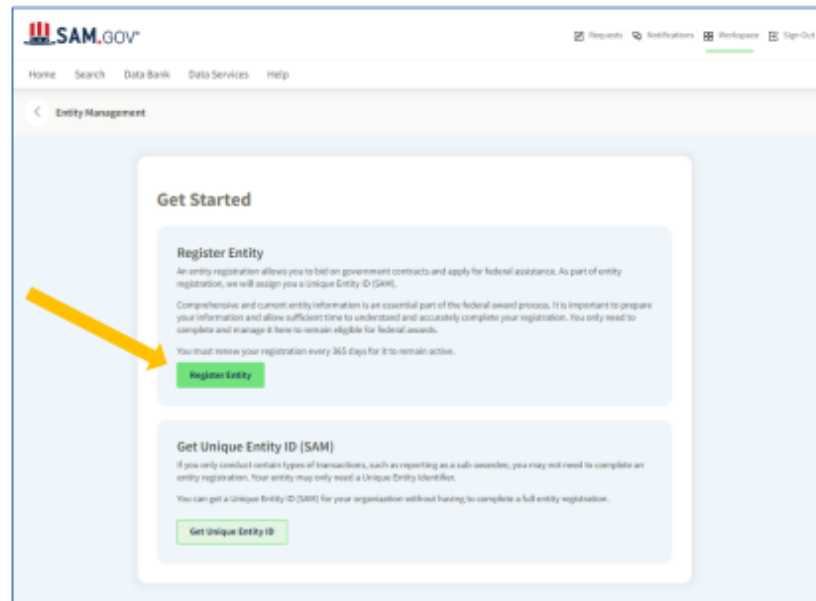 SAM.GOV®
Requests Notifications Workspace Sign Out
Home Search Data Bank Data Services Help
Entity Management
Get Started
Register Entity
An entity registration allows you to bid on government contracts and apply for federal assistance. As part of entity
registration, we will assign you a Unique Entity ID (SAM).
Comprehensive and current entity information is an essential part of the federal award process. It is important to prepare
your information and allow sufficient time to understand and accurately complete your registration. You only need to
complete and manage it here to remain eligible for federal awards.
You must renew your registration every 365 days for it to remain active.
Register Entity
Get Unique Entity ID (SAM)
If you only conduct certain types of transactions, such as reporting as a sub-awardee, you may not need to complete an
entity registration. Your entity may only need a Unique Entity Identifier.
You can get a Unique Entity ID (SAM) for your organization without having to complete a full entity registration.
Get Unique Entity ID